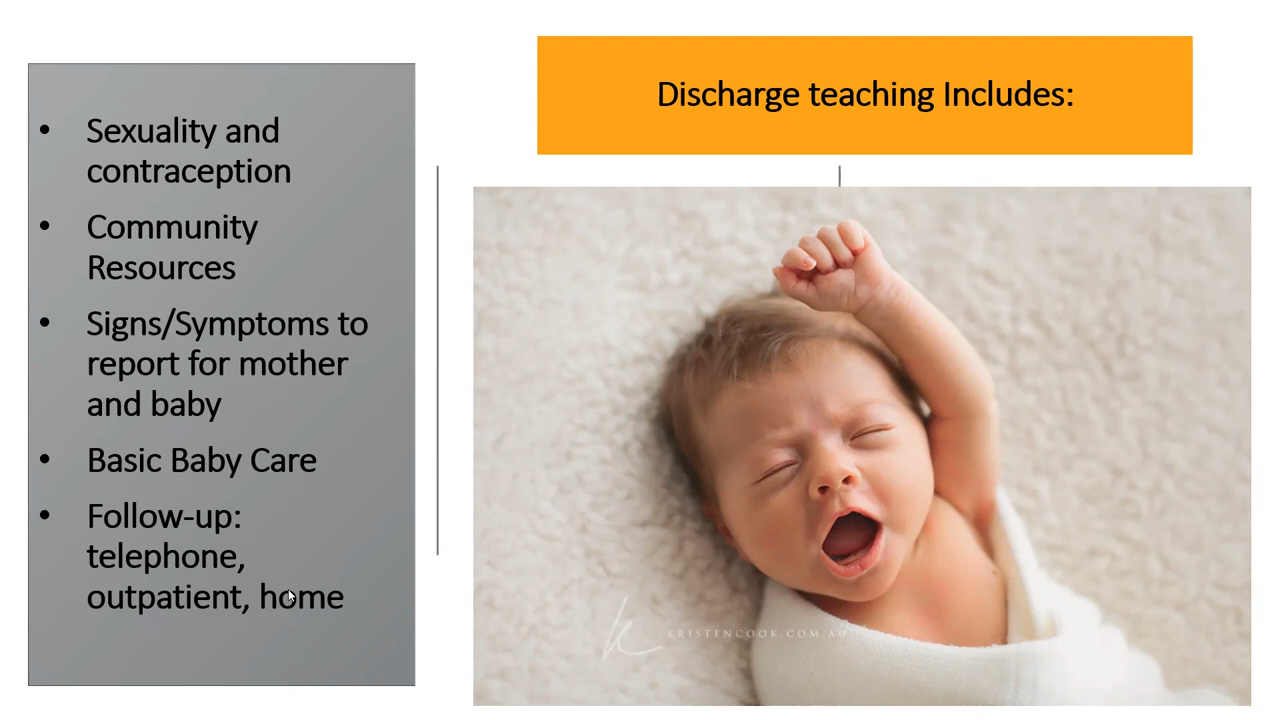 Discharge teaching Includes:
• Sexuality and
contraception
• Community
Resources
• Signs/Symptoms to
report for mother
and baby
• Basic Baby Care
• Follow-up:
telephone,
outpatient, home
k KRISTENCOOK.COM.AU